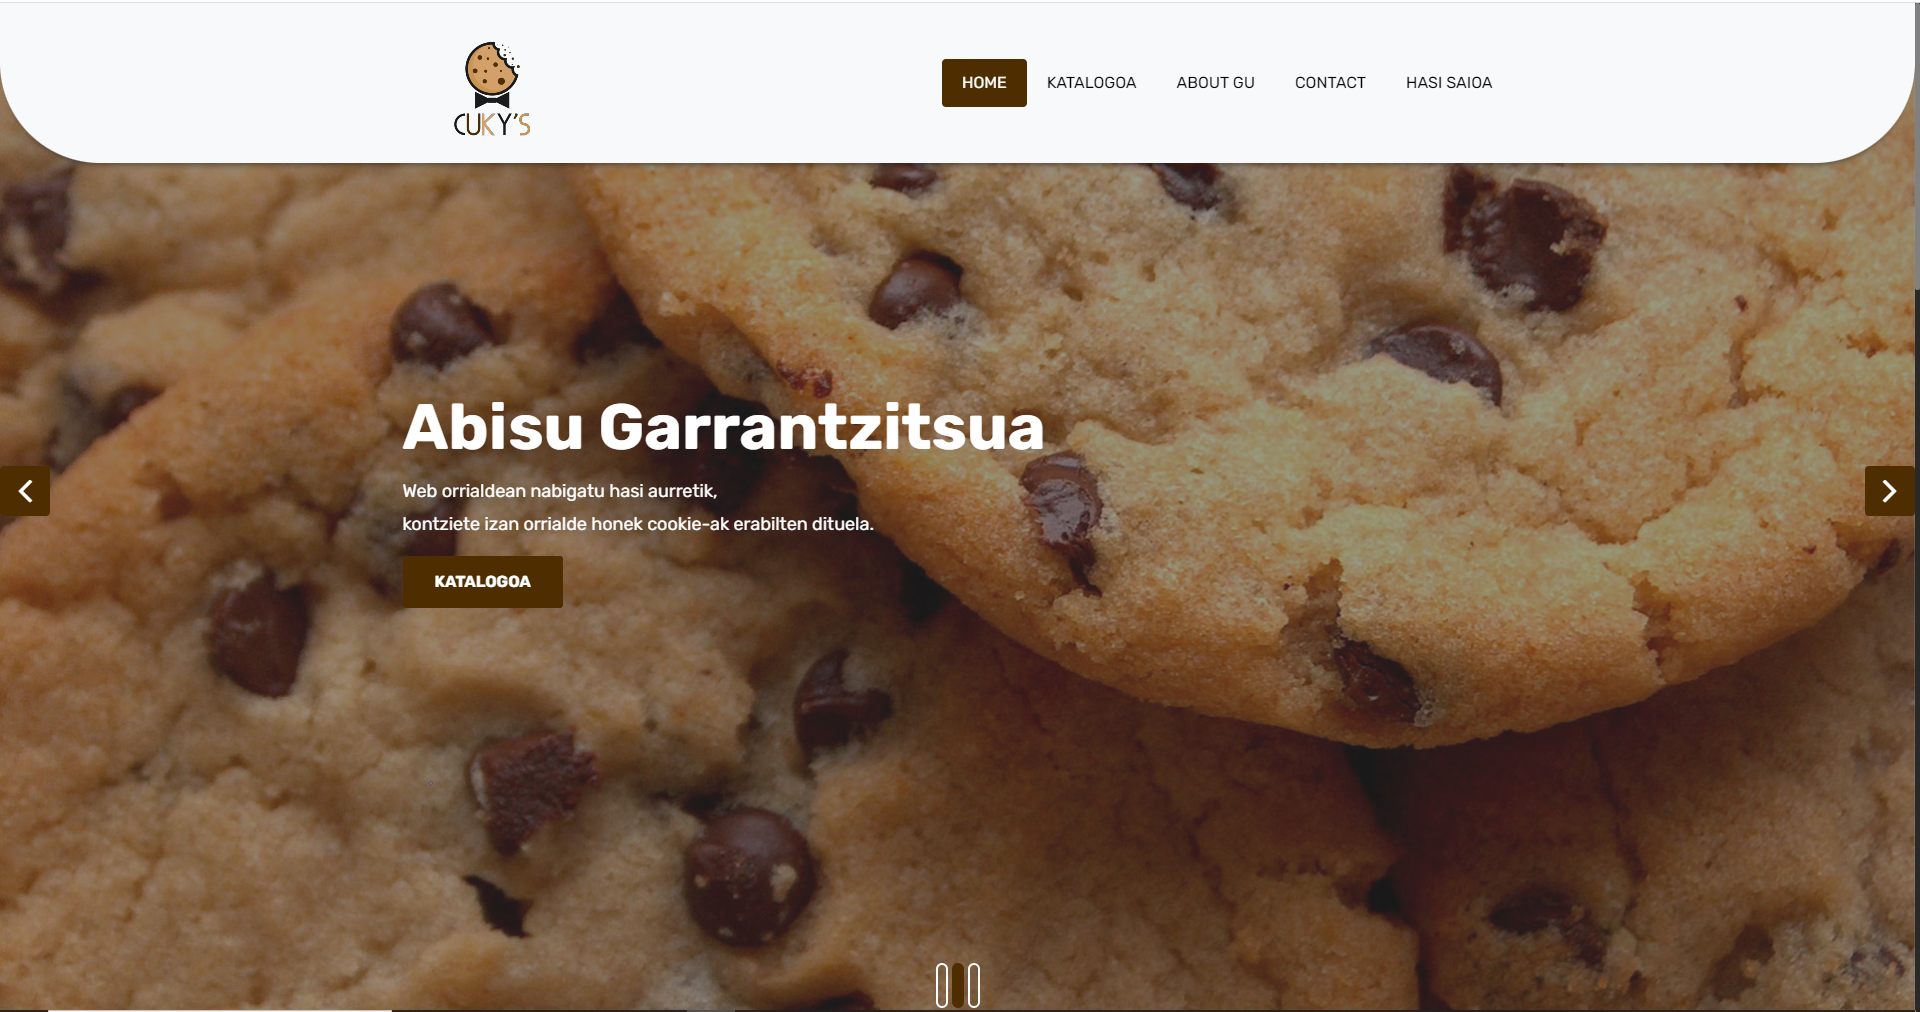 CUKY'S
HOME
KATALOGOA
ABOUT GU
CONTACT
HASI SAIOA
Abisu Garrantzitsua
Web orrialdean nabigatu hasi aurretik,
kontziete izan orrialde honek cookie-ak erabilten dituela.
KATALOGOA